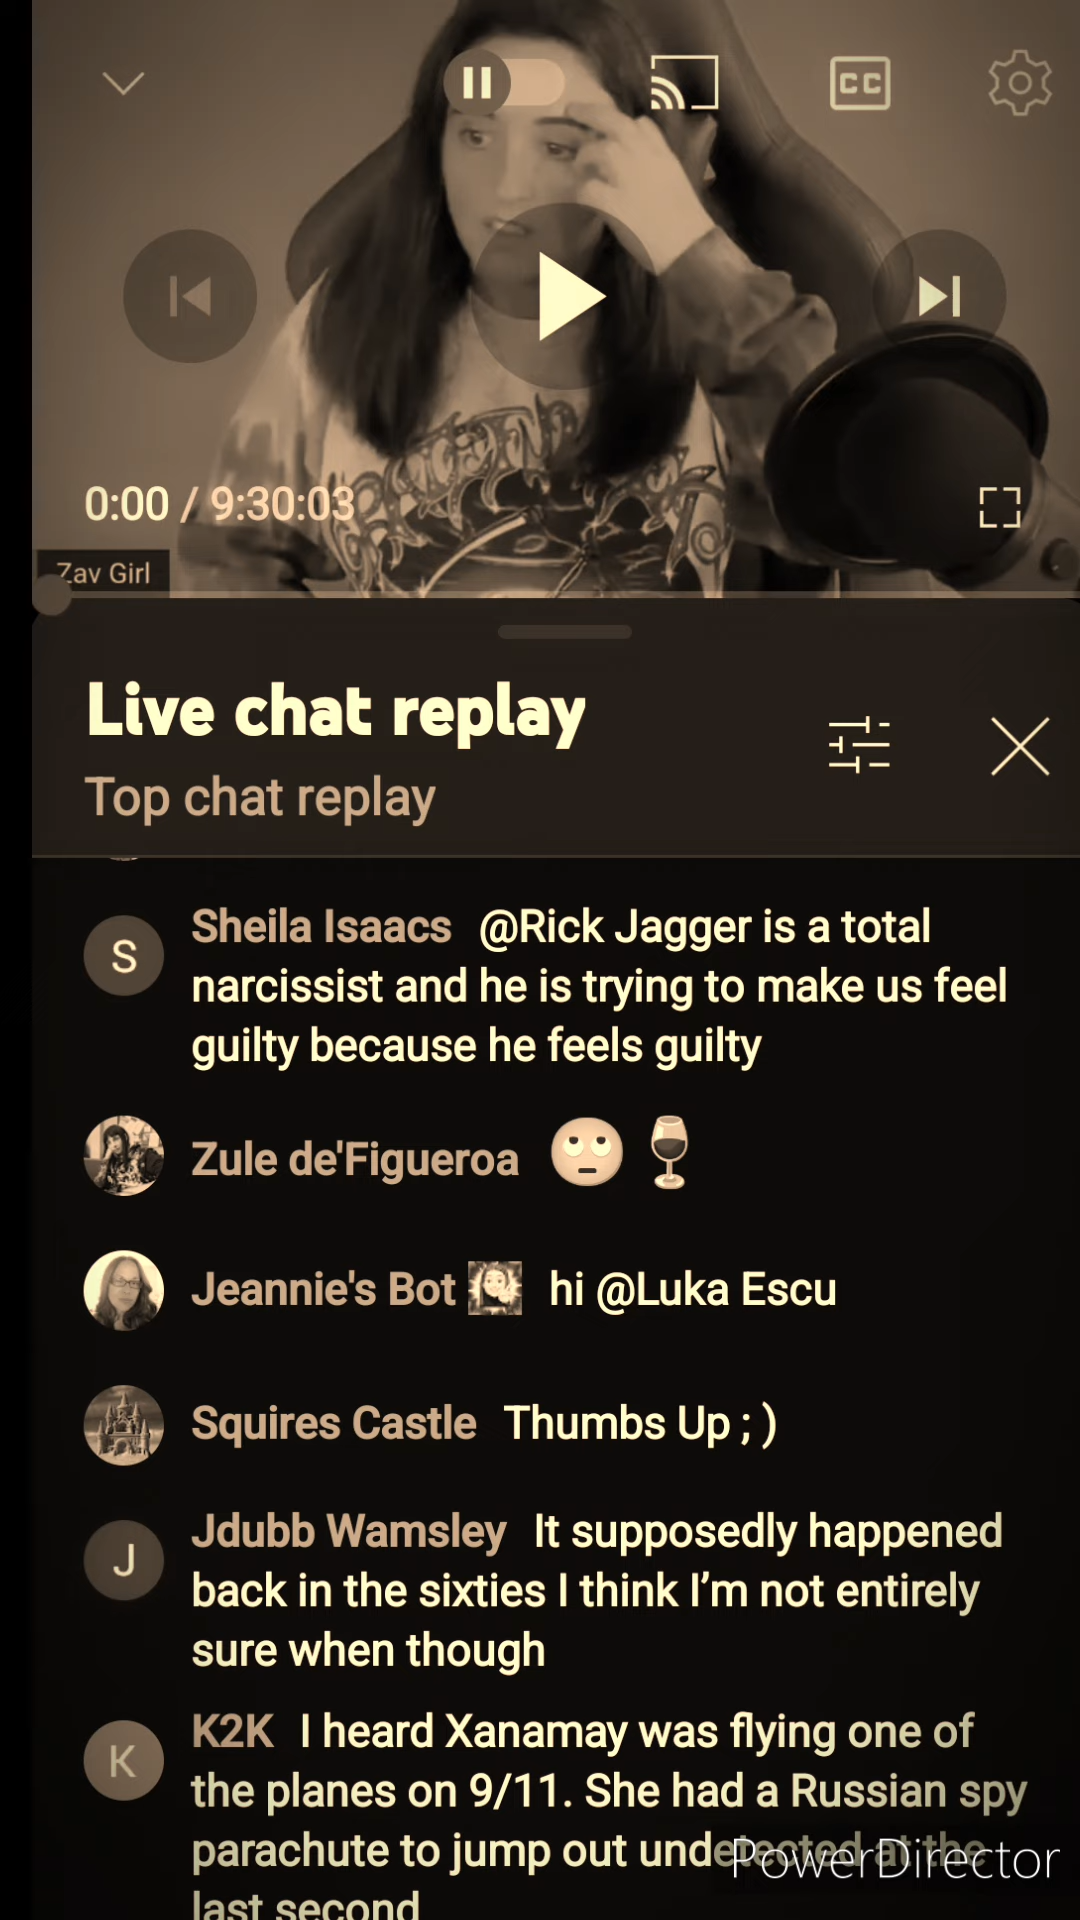 CC
0:00 / 9:30:03
Zav Girl
Live chat replay
Top chat replay
S
Sheila Isaacs @Rick Jagger is a total
narcissist and he is trying to make us feel
guilty because he feels guilty
Zule de'Figueroa 🙄🍷
Jeannie's Bot hi @Luka Escu
Squires Castle Thumbs Up ; )
J
Jdubb Wamsley It supposedly happened
back in the sixties I think I’m not entirely
sure when though
K
K2K I heard Xanamay was flying one of
the planes on 9/11. She had a Russian spy
parachute to jump out undetected at the
last second
PowerDirector